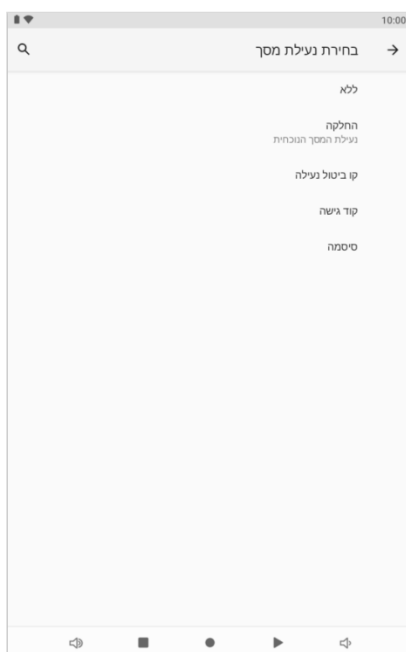 10:00
בחירת נעילת מסך
ללא
החלקה
נעילת המסך הנוכחית
קו ביטול נעילה
קוד גישה
סיסמה